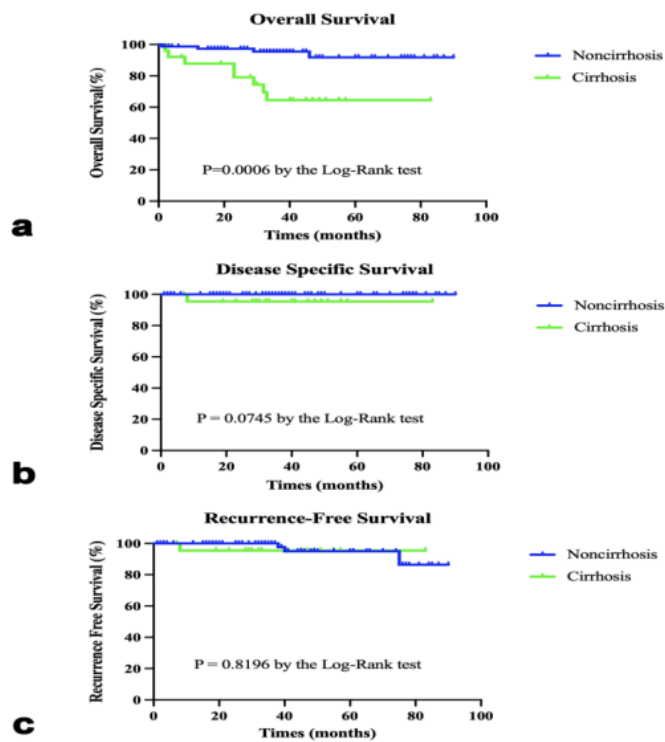 Overall Survival
100
80
60
40
20
0
Overall Survival(%)
P=0.0006 by the Log-Rank test
0 20 40 60 80 100
Times (months)
Noncirrhosis
Cirrhosis
a
Disease Specific Survival
100
80
60
40
20
0
Disease Specific Survival (%)
P = 0.0745 by the Log-Rank test
0 20 40 60 80 100
Times (months)
Noncirrhosis
Cirrhosis
b
Recurrence-Free Survival
100
80
60
40
20
0
Recurrence Free Survival (%)
P = 0.8196 by the Log-Rank test
0 20 40 60 80 100
Times (months)
Noncirrhosis
Cirrhosis
c